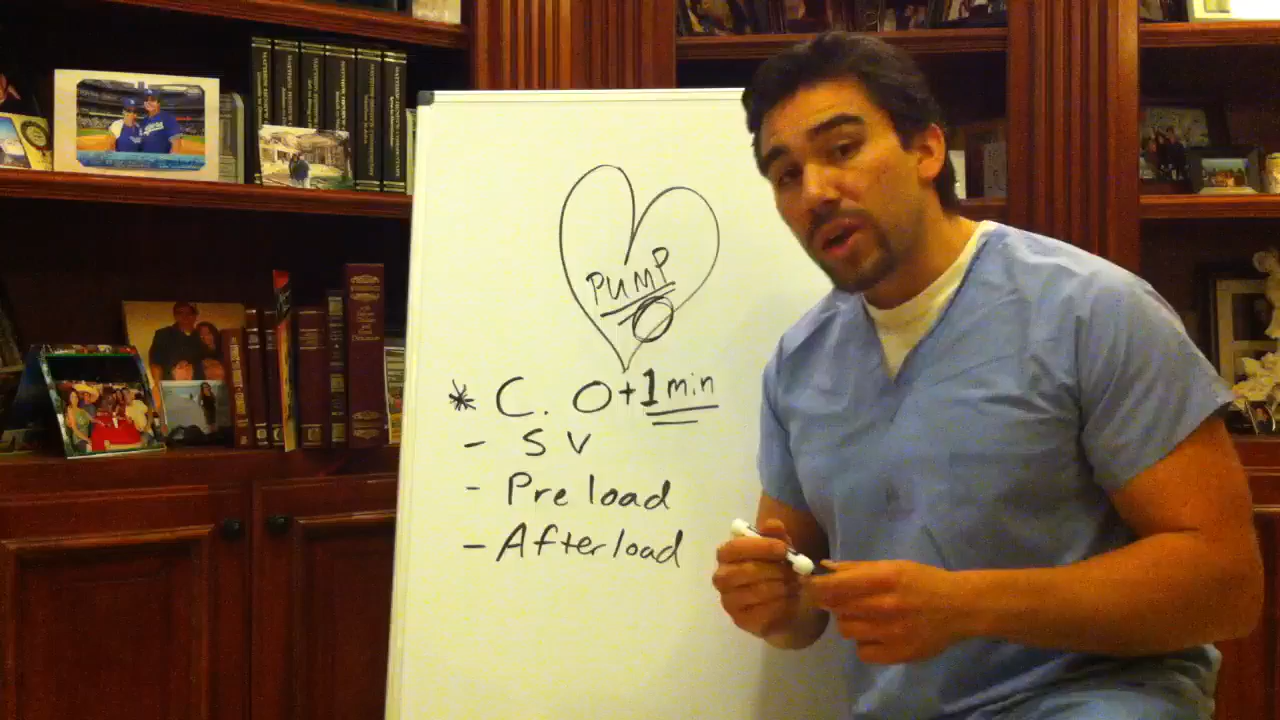 PUMP
* C. O + 1 min
- SV
- Preload
- Afterload